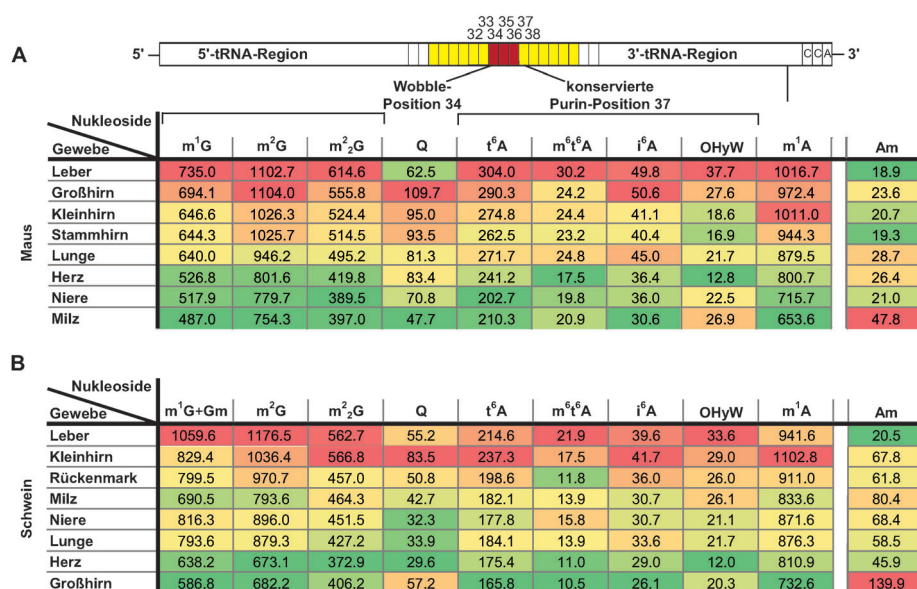 A
33 35 37
32 34 36 38
5'- 5'-tRNA-Region 3'-tRNA-Region C C A - 3'
Wobble-Position 34
konservierte Purin-Position 37
Maus
Nukleoside
Gewebe m¹G m²G m²₂G Q t⁶A m⁶t⁶A i⁶A OHyW m¹A Am
Leber 735.0 1102.7 614.6 62.5 304.0 30.2 49.8 37.7 1016.7 18.9
Großhirn 694.1 1104.0 555.8 109.7 290.3 24.2 50.6 27.6 972.4 23.6
Kleinhirn 646.6 1026.3 524.4 95.0 274.8 24.4 41.1 18.6 1011.0 20.7
Stammhirn 644.3 1025.7 514.5 93.5 262.5 23.2 40.4 16.9 944.3 19.3
Lunge 640.0 946.2 495.2 81.3 271.7 24.8 45.0 21.7 879.5 28.7
Herz 526.8 801.6 419.8 83.4 241.2 17.5 36.4 12.8 800.7 26.4
Niere 517.9 779.7 389.5 70.8 202.7 19.8 36.0 22.5 715.7 21.0
Milz 487.0 754.3 397.0 47.7 210.3 20.9 30.6 26.9 653.6 47.8
B
Schwein
Nukleoside
Gewebe m¹G+Gm m²G m²₂G Q t⁶A m⁶t⁶A i⁶A OHyW m¹A Am
Leber 1059.6 1176.5 562.7 55.2 214.6 21.9 39.6 33.6 941.6 20.5
Kleinhirn 829.4 1036.4 566.8 83.5 237.3 17.5 41.7 29.0 1102.8 67.8
Rückenmark 799.5 970.7 457.0 50.8 198.6 11.8 36.0 26.0 911.0 61.8
Milz 690.5 793.6 464.3 42.7 182.1 13.9 30.7 26.1 833.6 80.4
Niere 816.3 896.0 451.5 32.3 177.8 15.8 30.7 21.1 871.6 68.4
Lunge 793.6 879.3 427.2 33.9 184.1 13.9 33.6 21.7 876.3 58.5
Herz 638.2 673.1 372.9 29.6 175.4 11.0 29.0 12.0 810.9 45.9
Großhirn 586.8 682.2 406.2 57.2 165.8 10.5 26.1 20.3 732.6 139.9